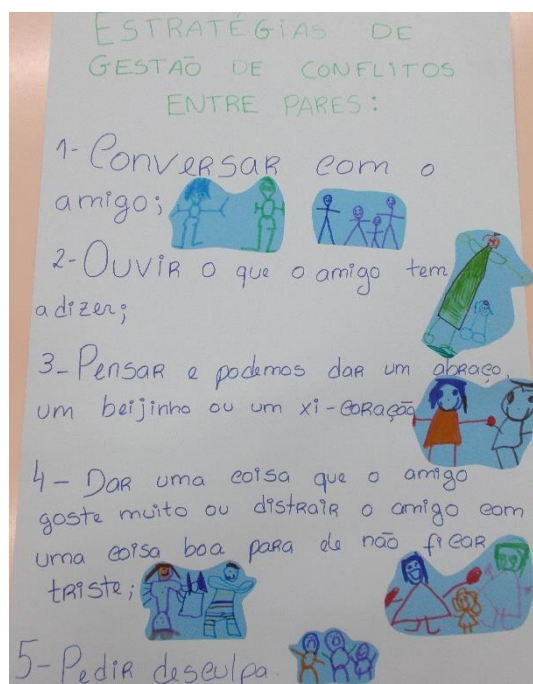 ESTRATÉGIAS DE
GESTAÕ DE CONFLITOS
ENTRE PARES:
1- CONVERSAR com o
amigo;
2- OUVIR o que o amigo tem
a dizer;
3- PENSAR e podemos dar um abraço,
um beijinho ou um xi-coração
4- DAR uma coisa que o amigo
goste muito ou distrair o amigo com
uma coisa boa para ele não ficar
triste;
5- Pedir desculpa.